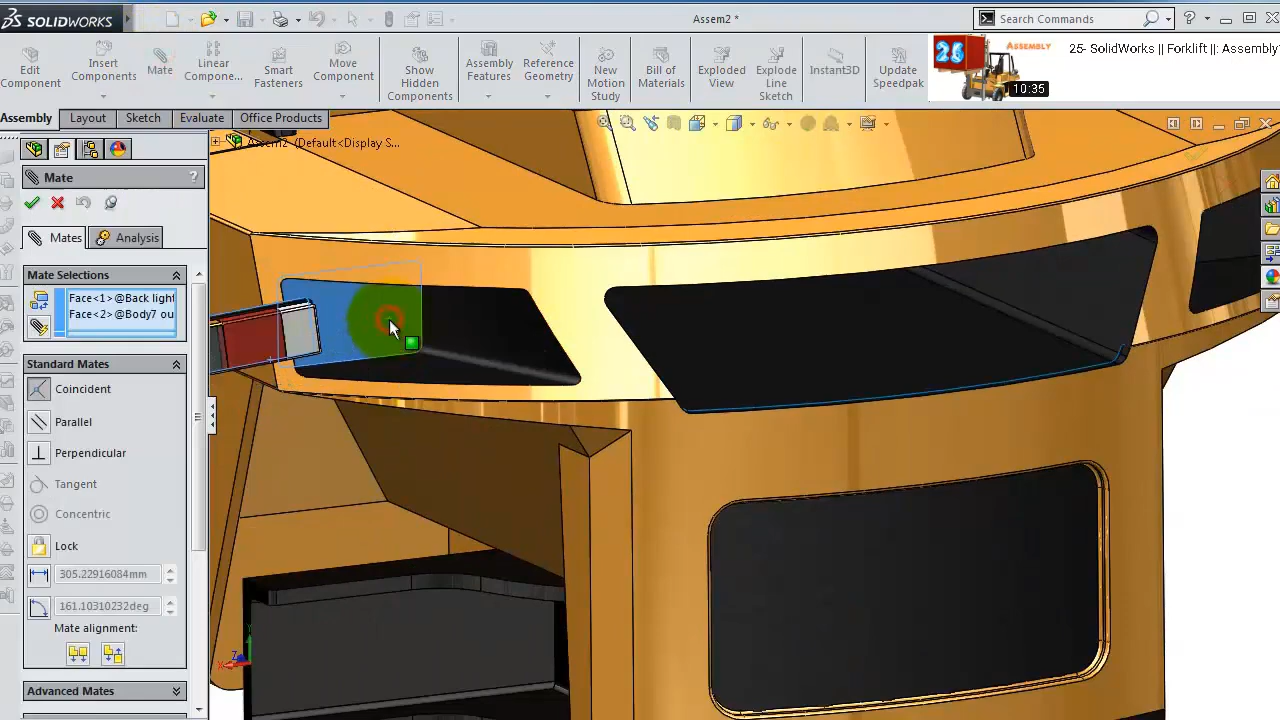 SOLIDWORKS
Assem2 *
Search Commands
?
Edit Component
Insert Components
Mate
Linear Compone...
Smart Fasteners
Move Component
Show Hidden Components
Assembly Features
Reference Geometry
New Motion Study
Bill of Materials
Exploded View
Explode Line Sketch
Instant3D
Update Speedpak
25
ASSEMBLY
25- SolidWorks || Forklift ||: Assembly
10:35
Assembly
Layout
Sketch
Evaluate
Office Products
Assem2 (Default<Display S...
Mate
?
Mates
Analysis
Mate Selections
Face<1>@Back light
Face<2>@Body7 ou
Standard Mates
Coincident
Parallel
Perpendicular
Tangent
Concentric
Lock
305.22916084mm
161.10310232deg
Mate alignment:
Advanced Mates
Y
Z
X